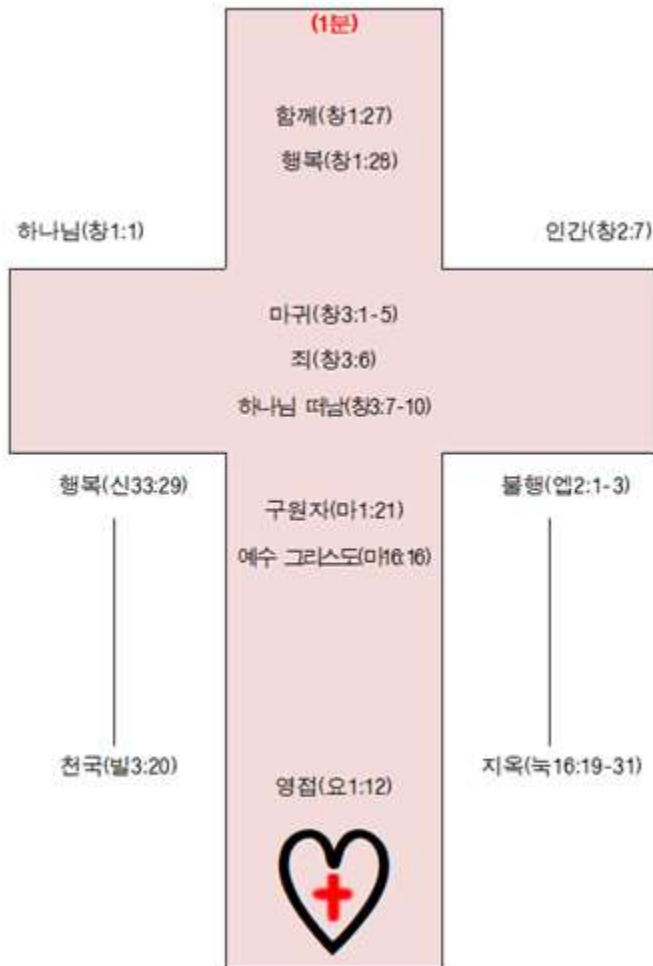 (1분)
함께(창1:27)
행복(창1:28)
하나님(창1:1)
인간(창2:7)
마귀(창3:1-5)
죄(창3:6)
하나님 떠남(창3:7-10)
행복(신33:29)
불행(엡2:1-3)
구원자(마1:21)
예수 그리스도(마16:16)
천국(빌3:20)
지옥(눅16:19-31)
영접(요1:12)